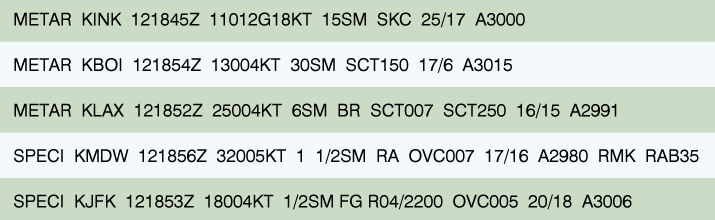 METAR KINK 121845Z 11012G18KT 15SM SKC 25/17 A3000
METAR KBOI 121854Z 13004KT 30SM SCT150 17/6 A3015
METAR KLAX 121852Z 25004KT 6SM BR SCT007 SCT250 16/15 A2991
SPECI KMDW 121856Z 32005KT 1 1/2SM RA OVC007 17/16 A2980 RMK RAB35
SPECI KJFK 121853Z 18004KT 1/2SM FG R04/2200 OVC005 20/18 A3006